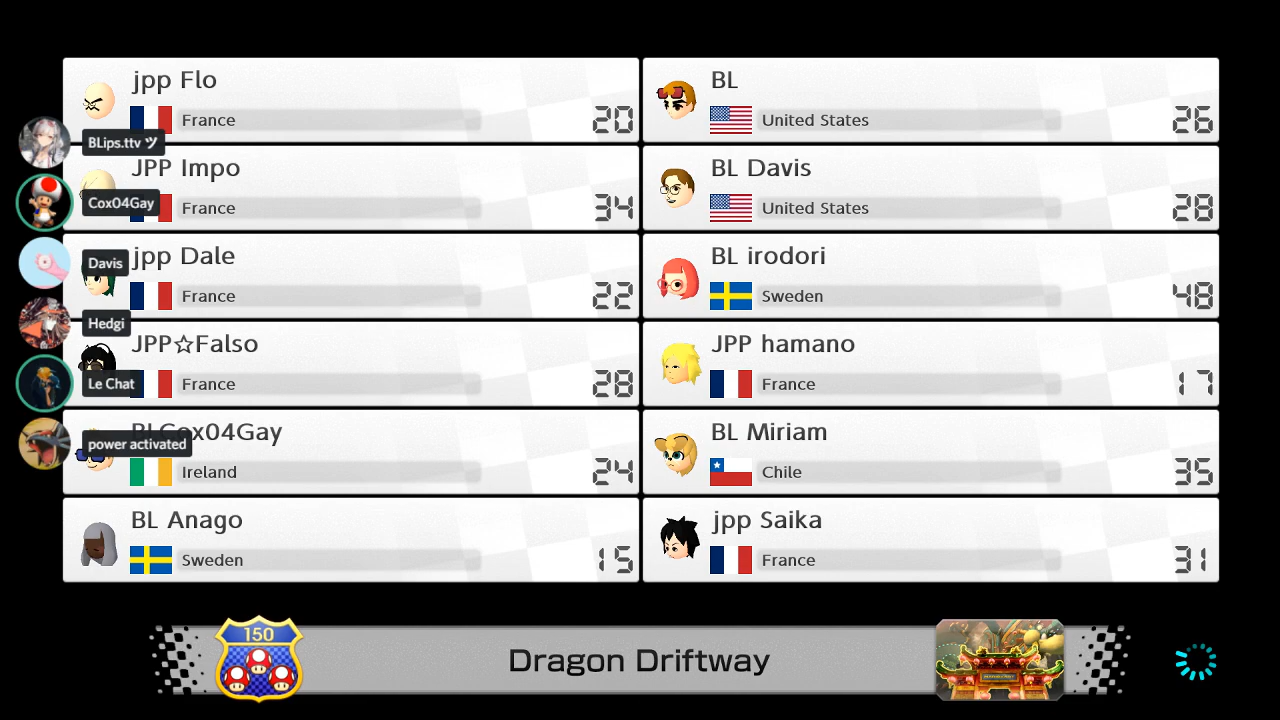 jpp Flo
France
20
BL
United States
26
BLips.ttv ツ
JPP Impo
France
34
BL Davis
United States
28
Cox04Gay
jpp Dale
France
22
BL irodori
Sweden
48
Davis
JPP☆Falso
France
28
JPP hamano
France
17
Hedgi
Le Chat
BLCox04Gay
Ireland
24
BL Miriam
Chile
35
power activated
BL Anago
Sweden
15
jpp Saika
France
31
150
Dragon Driftway